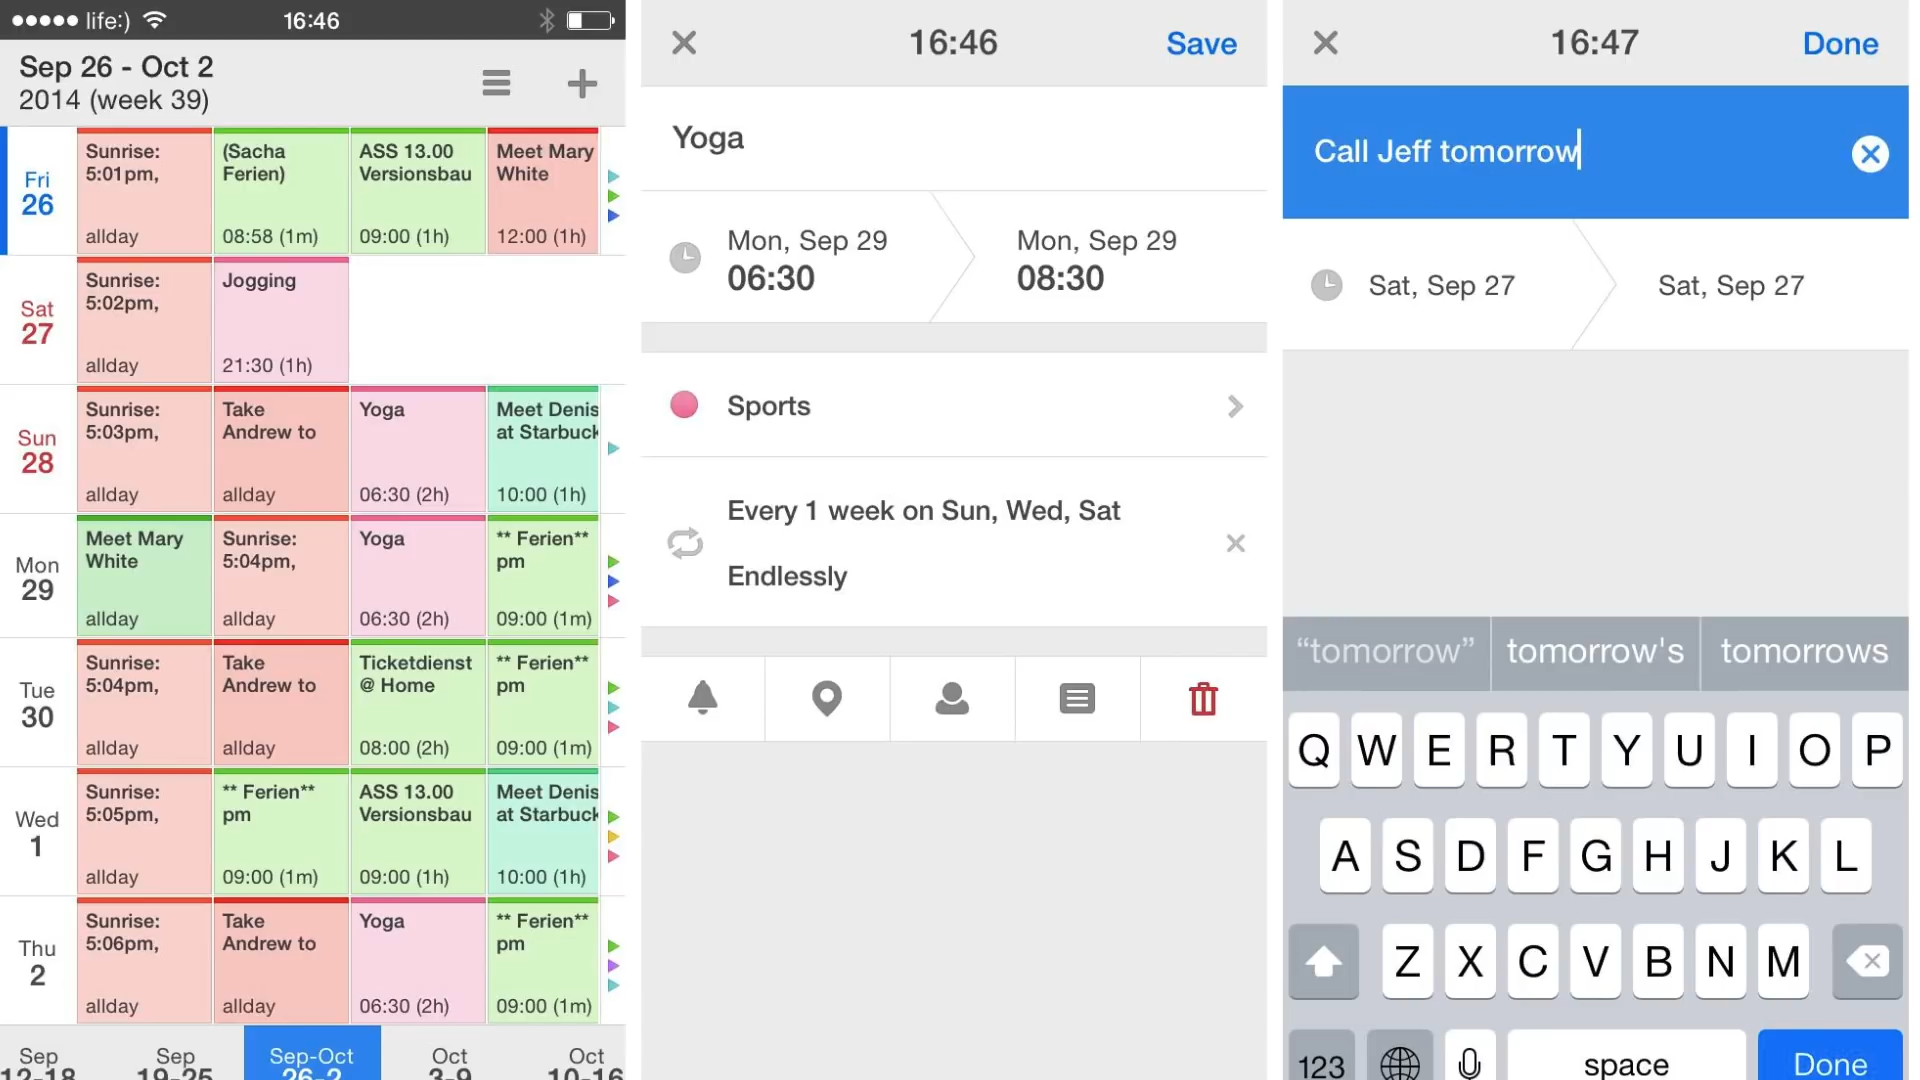 life:)
16:46
Sep 26 - Oct 2
2014 (week 39)
Fri
26
Sunrise:
5:01pm,
allday
(Sacha
Ferien)
08:58 (1m)
ASS 13.00
Versionsbau
09:00 (1h)
Meet Mary
White
12:00 (1h)
Sat
27
Sunrise:
5:02pm,
allday
Jogging
21:30 (1h)
Sun
28
Sunrise:
5:03pm,
allday
Take
Andrew to
allday
Yoga
06:30 (2h)
Meet Denis
at Starbuck
10:00 (1h)
Mon
29
Meet Mary
White
allday
Sunrise:
5:04pm,
allday
Yoga
06:30 (2h)
** Ferien**
pm
09:00 (1m)
Tue
30
Sunrise:
5:04pm,
allday
Take
Andrew to
allday
Ticketdienst
@ Home
08:00 (2h)
** Ferien**
pm
09:00 (1m)
Wed
1
Sunrise:
5:05pm,
allday
** Ferien**
pm
09:00 (1m)
ASS 13.00
Versionsbau
09:00 (1h)
Meet Denis
at Starbuck
10:00 (1h)
Thu
2
Sunrise:
5:06pm,
allday
Take
Andrew to
allday
Yoga
06:30 (2h)
** Ferien**
pm
09:00 (1m)
Sep
12-18
Sep
19-25
Sep-Oct
26-2
Oct
3-9
Oct
10-16
16:46
Save
Yoga
Mon, Sep 29
06:30
Mon, Sep 29
08:30
Sports
Every 1 week on Sun, Wed, Sat
Endlessly
16:47
Done
Call Jeff tomorrow
Sat, Sep 27
Sat, Sep 27
“tomorrow” tomorrow's tomorrows
Q W E R T Y U I O P
A S D F G H J K L
Z X C V B N M
123 space Done